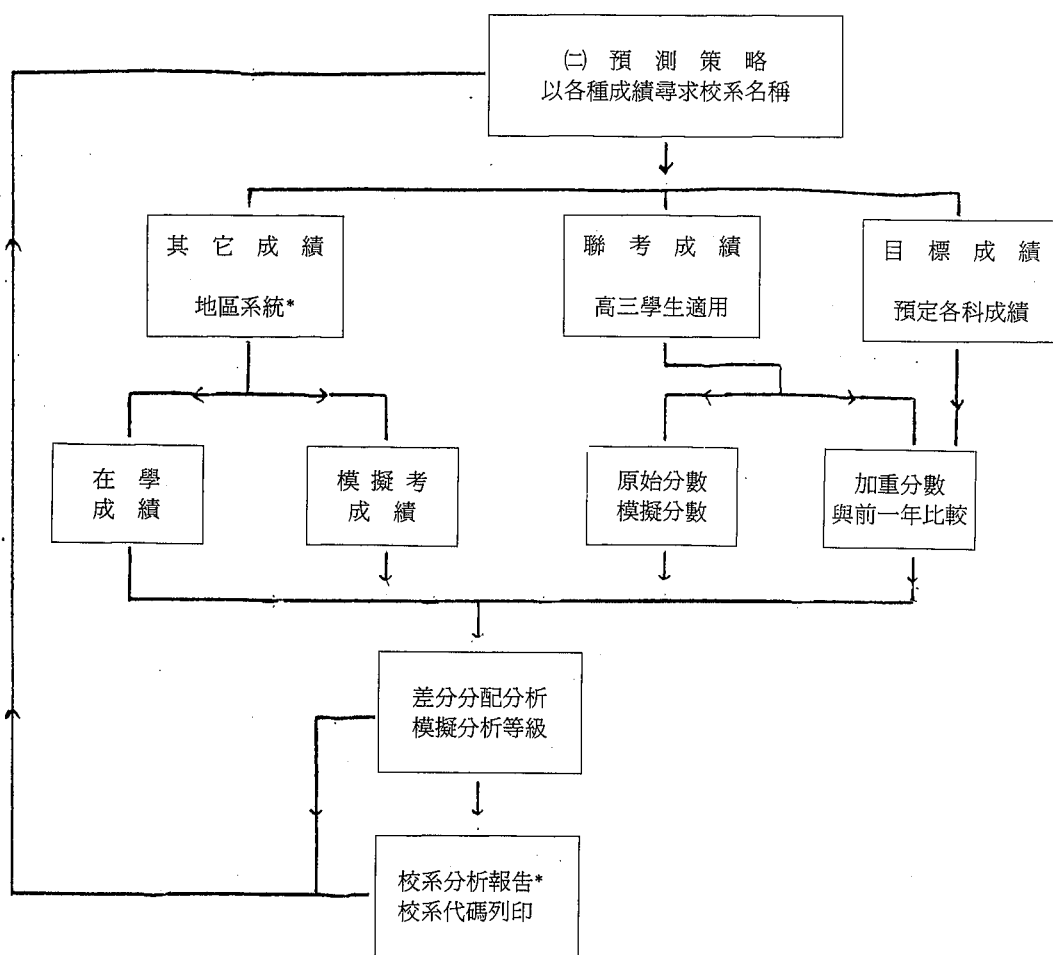 ㈡ 預測策略
以各種成績尋求校系名稱
其它成績
地區系統*
聯考成績
高三學生適用
目標成績
預定各科成績
在學
成績
模擬考
成績
原始分數
模擬分數
加重分數
與前一年比較
差分分配分析
模擬分析等級
校系分析報告*
校系代碼列印